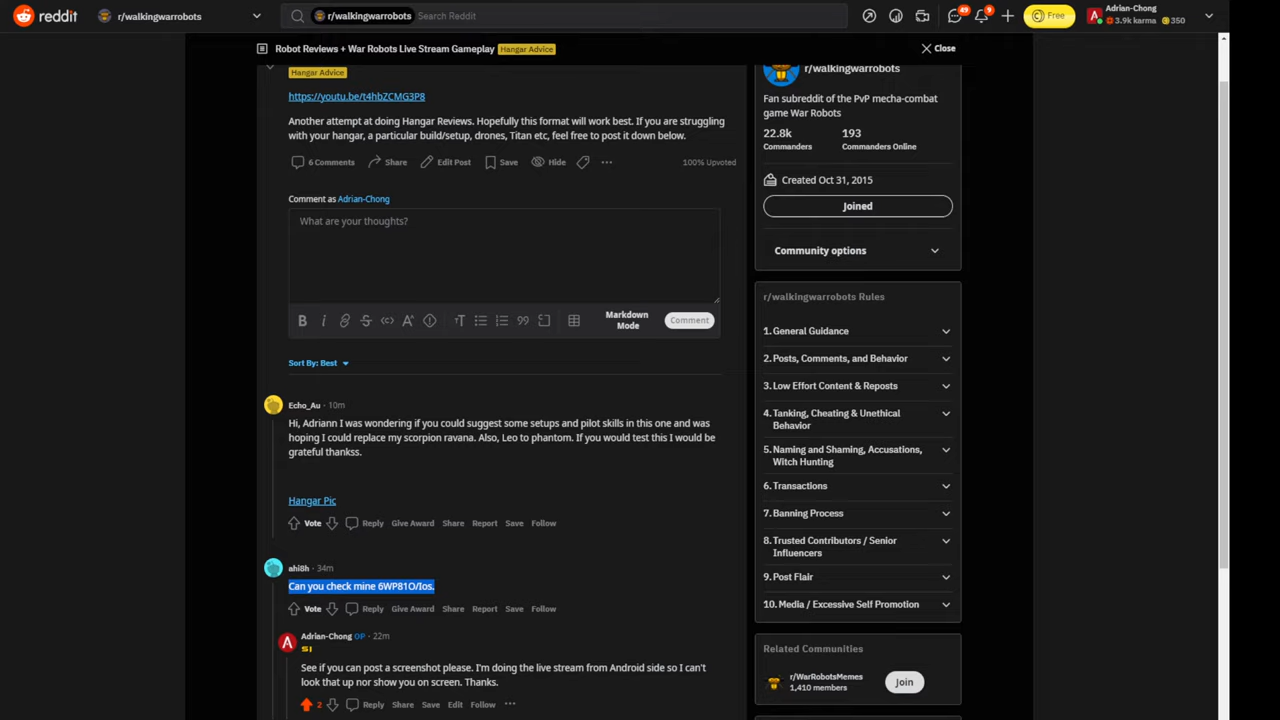 reddit
r/walkingwarrobots
r/walkingwarrobots
Search Reddit
49
9
Free
Adrian-Chong
3.9k karma
350
Robot Reviews + War Robots Live Stream Gameplay
Hangar Advice
Close
Hangar Advice
https://youtu.be/t4hbZCMG3P8
Another attempt at doing Hangar Reviews. Hopefully this format will work best. If you are struggling
with your hangar, a particular build/setup, drones, Titan etc, feel free to post it down below.
6 Comments
Share
Edit Post
Save
Hide
100% Upvoted
Comment as Adrian-Chong
What are your thoughts?
Markdown
Mode
Comment
Sort By: Best
Echo_Au · 10m
Hi, Adriann I was wondering if you could suggest some setups and pilot skills in this one and was
hoping I could replace my scorpion ravana. Also, Leo to phantom. If you would test this I would be
grateful thankss.
Hangar Pic
Vote
Reply
Give Award
Share
Report
Save
Follow
ahi8h · 34m
Can you check mine 6WP81O/Ios.
Vote
Reply
Give Award
Share
Report
Save
Follow
Adrian-Chong OP · 22m
SI
See if you can post a screenshot please. I'm doing the live stream from Android side so I can't
look that up nor show you on screen. Thanks.
2
Reply
Share
Save
Edit
Follow
r/walkingwarrobots
Fan subreddit of the PvP mecha-combat
game War Robots
22.8k
193
Commanders
Commanders Online
Created Oct 31, 2015
Joined
Community options
r/walkingwarrobots Rules
1. General Guidance
2. Posts, Comments, and Behavior
3. Low Effort Content & Reposts
4. Tanking, Cheating & Unethical
Behavior
5. Naming and Shaming, Accusations,
Witch Hunting
6. Transactions
7. Banning Process
8. Trusted Contributors / Senior
Influencers
9. Post Flair
10. Media / Excessive Self Promotion
Related Communities
r/WarRobotsMemes
1,410 members
Join